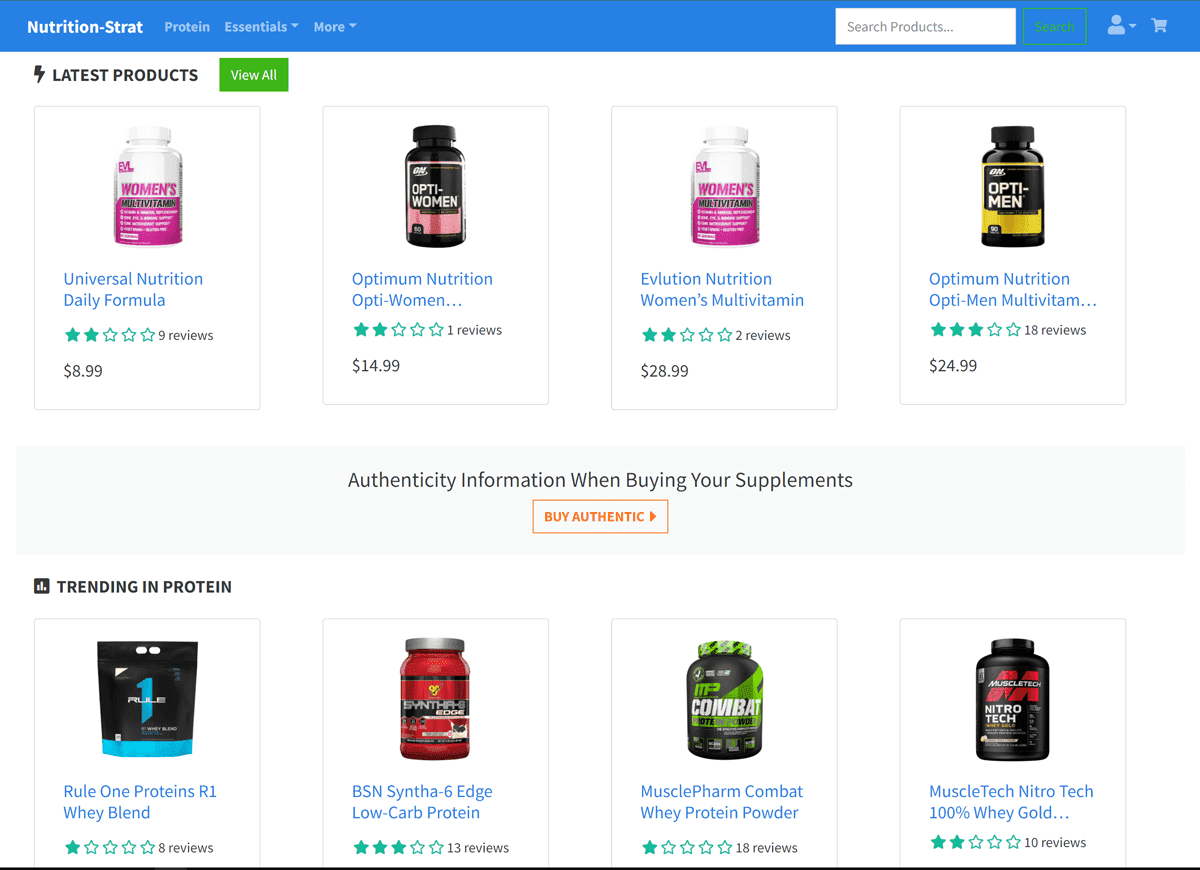 Nutrition-Strat Protein Essentials More Search Products... Search
LATEST PRODUCTS View All
EVL
WOMEN'S
MULTIVITAMIN
ON
OPTI-
WOMEN
60
EVL
WOMEN'S
MULTIVITAMIN
ON
OPTI-
MEN
90
Universal Nutrition
Daily Formula
9 reviews
$8.99
Optimum Nutrition
Opti-Women...
1 reviews
$14.99
Evlution Nutrition
Women's Multivitamin
2 reviews
$28.99
Optimum Nutrition
Opti-Men Multivitam...
18 reviews
$24.99
Authenticity Information When Buying Your Supplements
BUY AUTHENTIC
TRENDING IN PROTEIN
1
RULE
R1 WHEY BLEND
SYNTHA-6
EDGE
MP
COMBAT
PROTEIN POWDER
MUSCLETECH
NITRO
TECH
WHEY GOLD
Rule One Proteins R1
Whey Blend
8 reviews
BSN Syntha-6 Edge
Low-Carb Protein
13 reviews
MusclePharm Combat
Whey Protein Powder
18 reviews
MuscleTech Nitro Tech
100% Whey Gold...
10 reviews